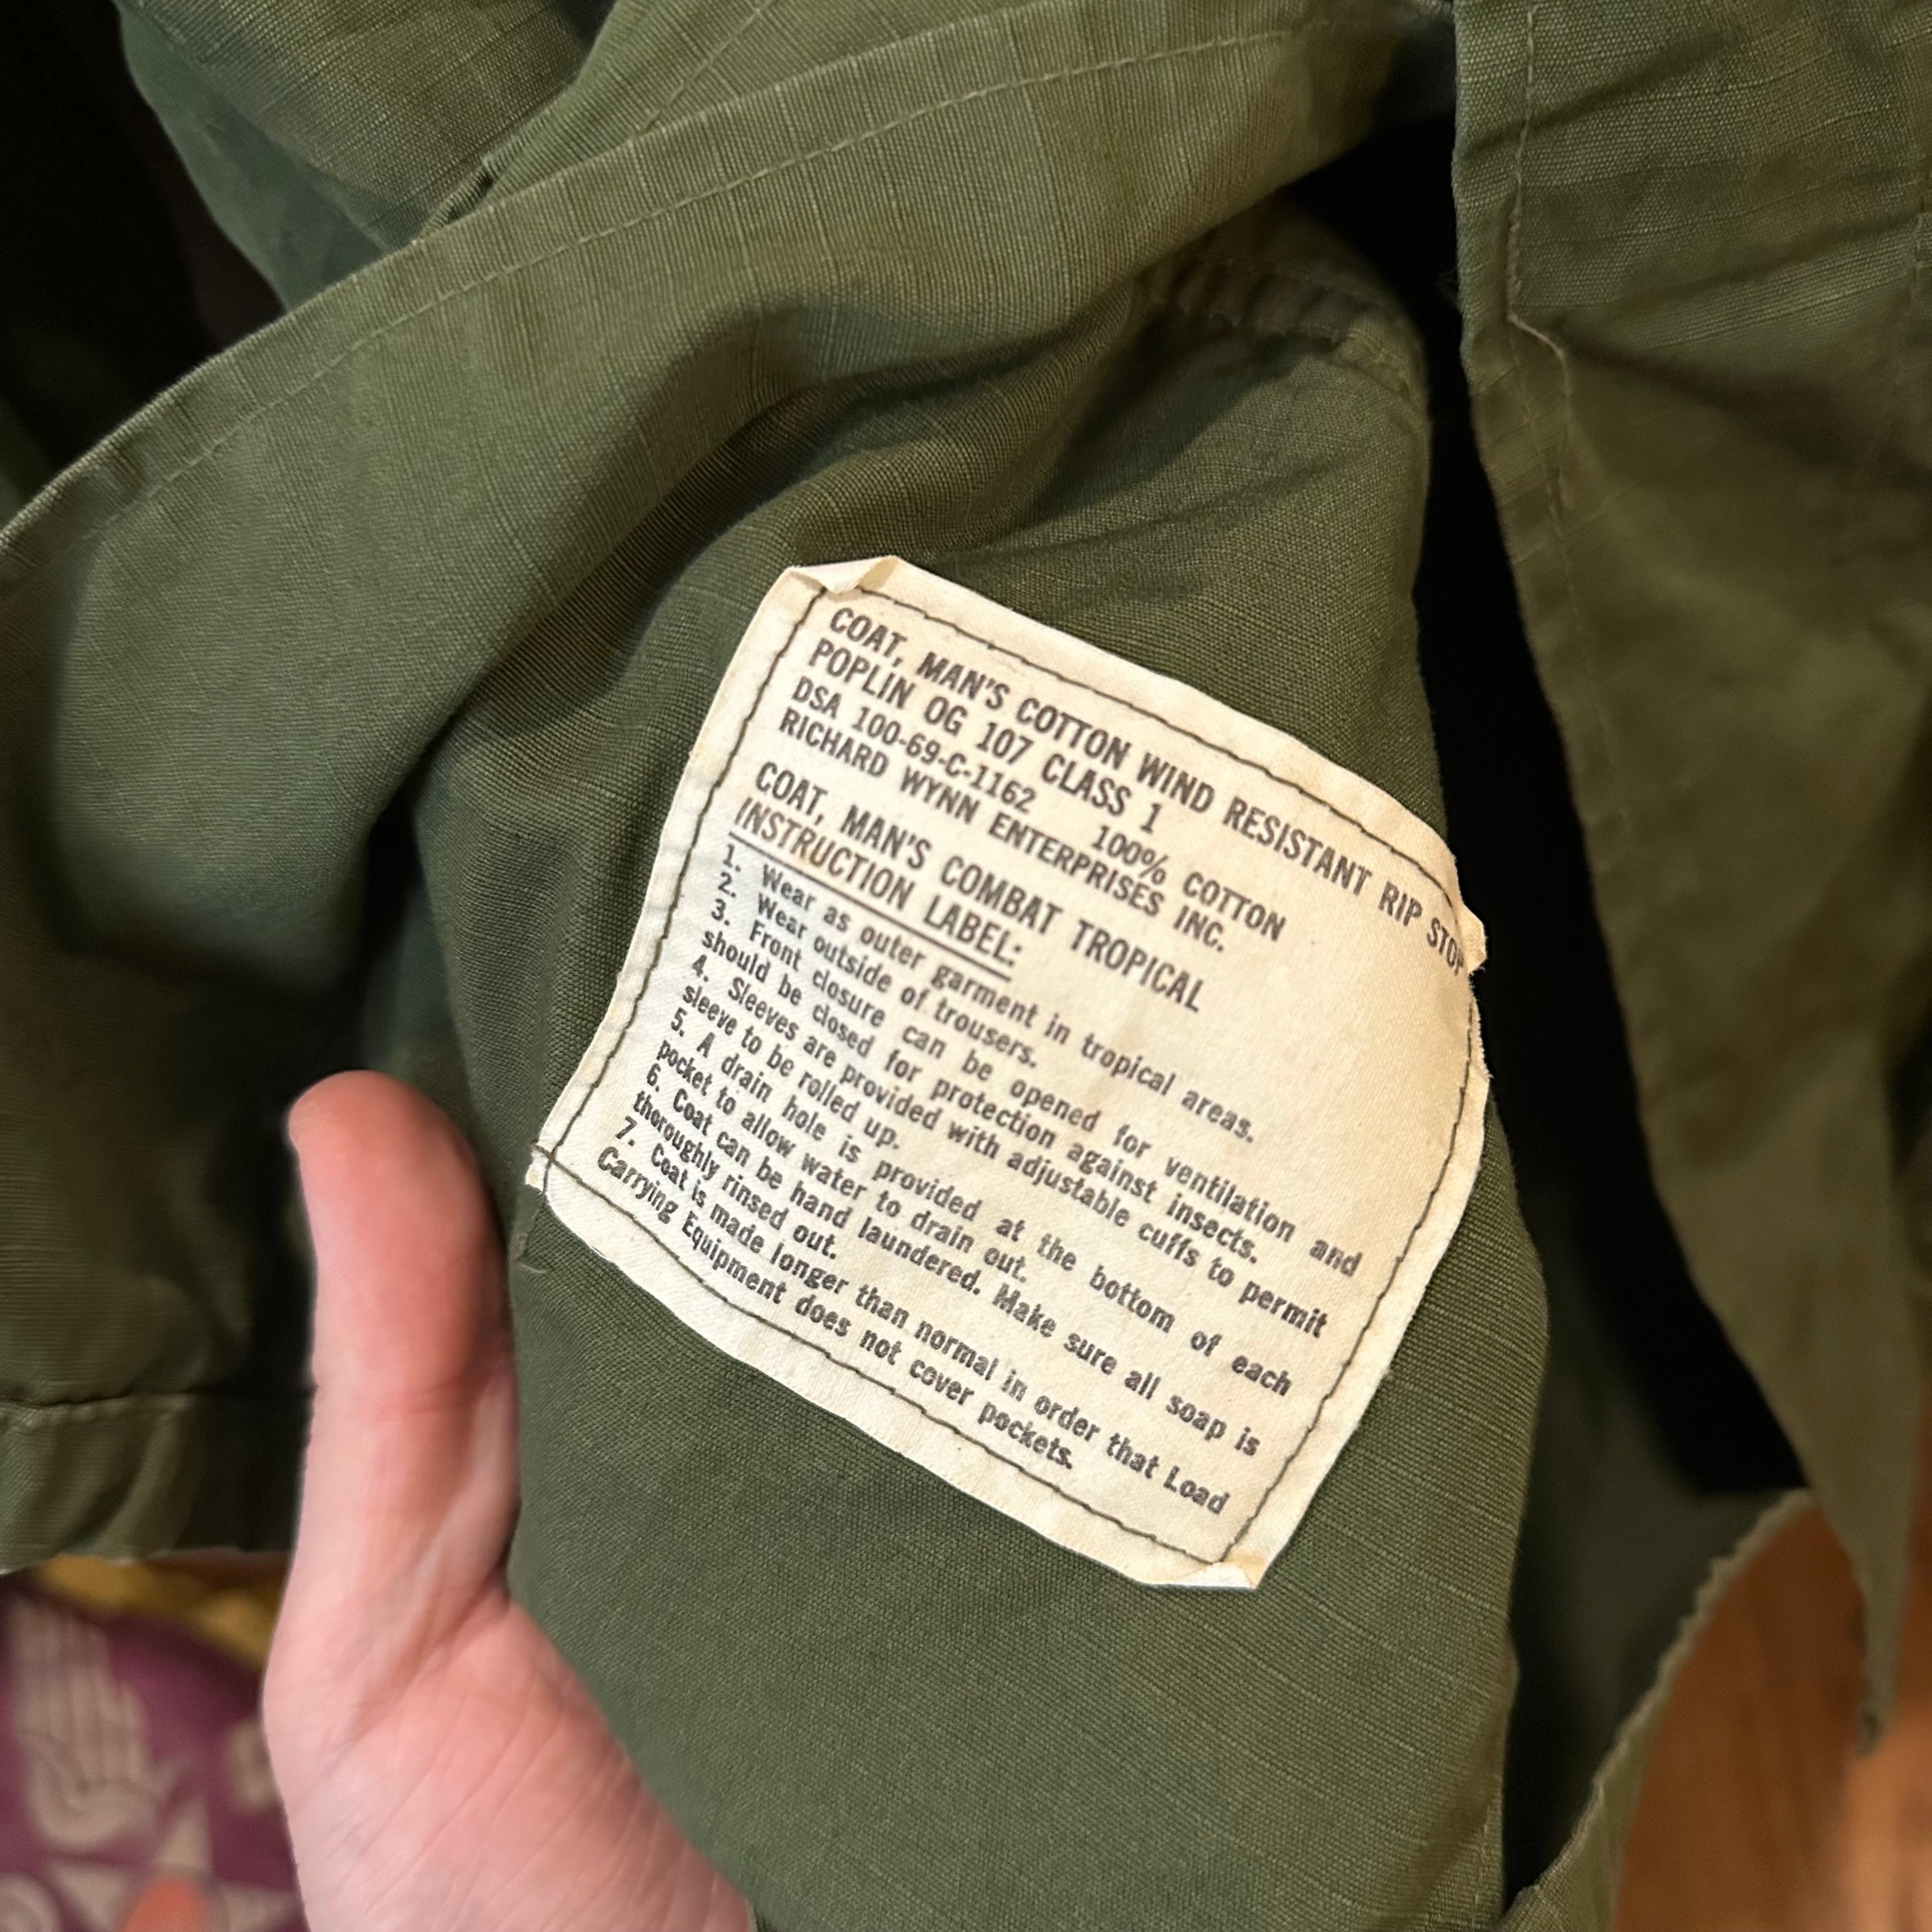 COAT, MAN'S COTTON WIND RESISTANT RIP STOP
POPLIN OG 107 CLASS 1
DSA 100-69-C-1162 100% COTTON
RICHARD WYNN ENTERPRISES INC.
COAT, MAN'S COMBAT TROPICAL
INSTRUCTION LABEL:
1. Wear as outer garment in tropical areas.
2. Wear outside of trousers.
3. Front closure can be opened for ventilation and
should be closed for protection against insects.
4. Sleeves are provided with adjustable cuffs to permit
sleeve to be rolled up.
5. A drain hole is provided at the bottom of each
pocket to allow water to drain out.
6. Coat can be hand laundered. Make sure all soap is
thoroughly rinsed out.
7. Coat is made longer than normal in order that Load
Carrying Equipment does not cover pockets.